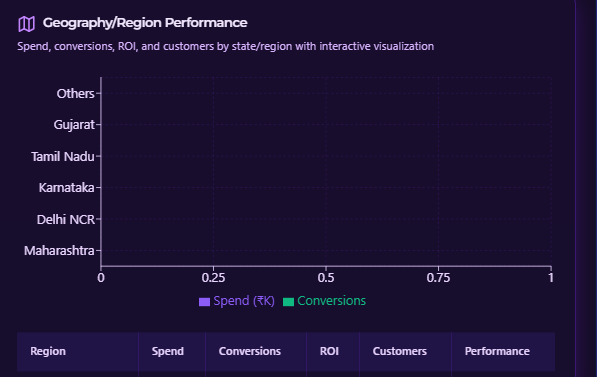 Geography/Region Performance
Spend, conversions, ROI, and customers by state/region with interactive visualization
Others
Gujarat
Tamil Nadu
Karnataka
Delhi NCR
Maharashtra
0 0.25 0.5 0.75 1
Spend (₹K) Conversions
Region Spend Conversions ROI Customers Performance